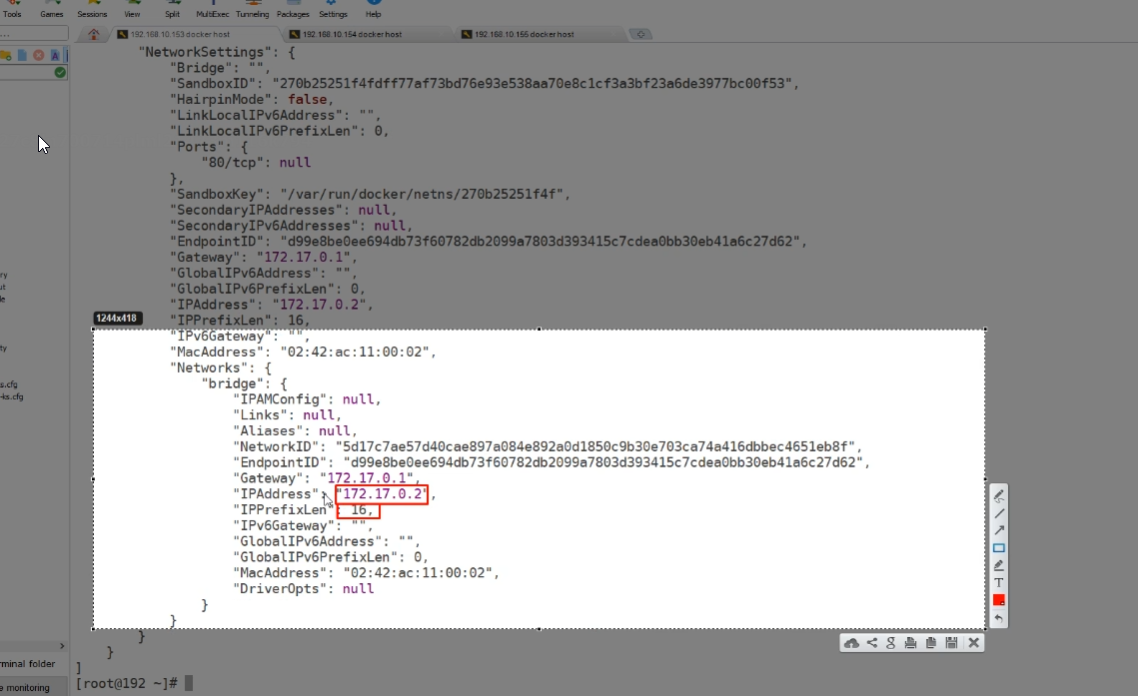 Tools Games Sessions View Split MultiExec Tunneling Packages Settings Help
192.168.10.153 docker host 192.168.10.154 docker host 192.168.10.155 docker host
"NetworkSettings": {
"Bridge": "",
"SandboxID": "270b25251f4fdff77af73bd76e93e538aa70e8c1cf3a3bf23a6de3977bc00f53",
"HairpinMode": false,
"LinkLocalIPv6Address": "",
"LinkLocalIPv6PrefixLen": 0,
"Ports": {
"80/tcp": null
},
"SandboxKey": "/var/run/docker/netns/270b25251f4f",
"SecondaryIPAddresses": null,
"SecondaryIPv6Addresses": null,
"EndpointID": "d99e8be0ee694db73f60782db2099a7803d393415c7cdea0bb30eb41a6c27d62",
"Gateway": "172.17.0.1",
"GlobalIPv6Address": "",
"GlobalIPv6PrefixLen": 0,
"IPAddress": "172.17.0.2",
1244x418
"IPPrefixLen": 16,
"IPv6Gateway": "",
"MacAddress": "02:42:ac:11:00:02",
"Networks": {
"bridge": {
"IPAMConfig": null,
"Links": null,
"Aliases": null,
"NetworkID": "5d17c7ae57d40cae897a084e892a0d1850c9b30e703ca74a416dbbec4651eb8f",
"EndpointID": "d99e8be0ee694db73f60782db2099a7803d393415c7cdea0bb30eb41a6c27d62",
"Gateway": "172.17.0.1",
"IPAddress": "172.17.0.2",
"IPPrefixLen": 16,
"IPv6Gateway": "",
"GlobalIPv6Address": "",
"GlobalIPv6PrefixLen": 0,
"MacAddress": "02:42:ac:11:00:02",
"DriverOpts": null
}
}
}
}
]
[root@192 ~]#
s.cfg
-ks.cfg
rminal folder
e monitoring